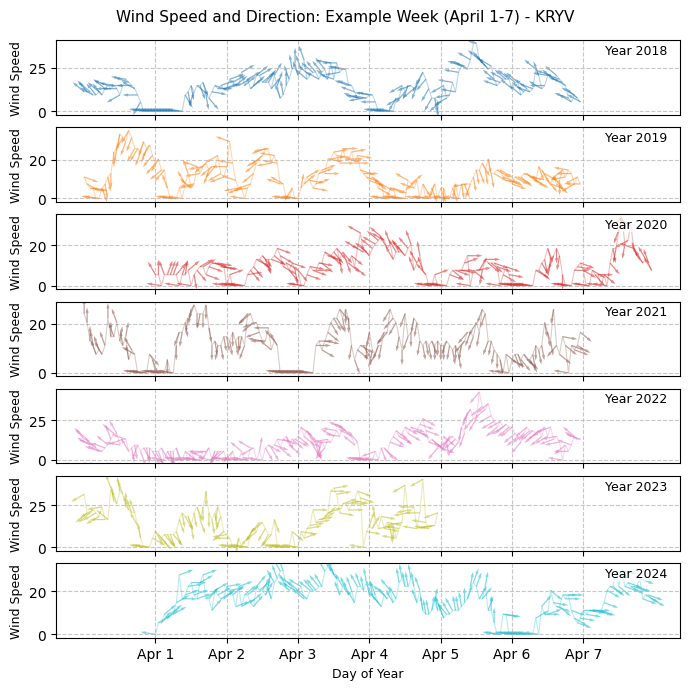 Wind Speed and Direction: Example Week (April 1-7) - KRYV
Wind Speed
25
0
Year 2018
Wind Speed
20
0
Year 2019
Wind Speed
20
0
Year 2020
Wind Speed
20
0
Year 2021
Wind Speed
25
0
Year 2022
Wind Speed
25
0
Year 2023
Wind Speed
20
0
Year 2024
Apr 1 Apr 2 Apr 3 Apr 4 Apr 5 Apr 6 Apr 7
Day of Year